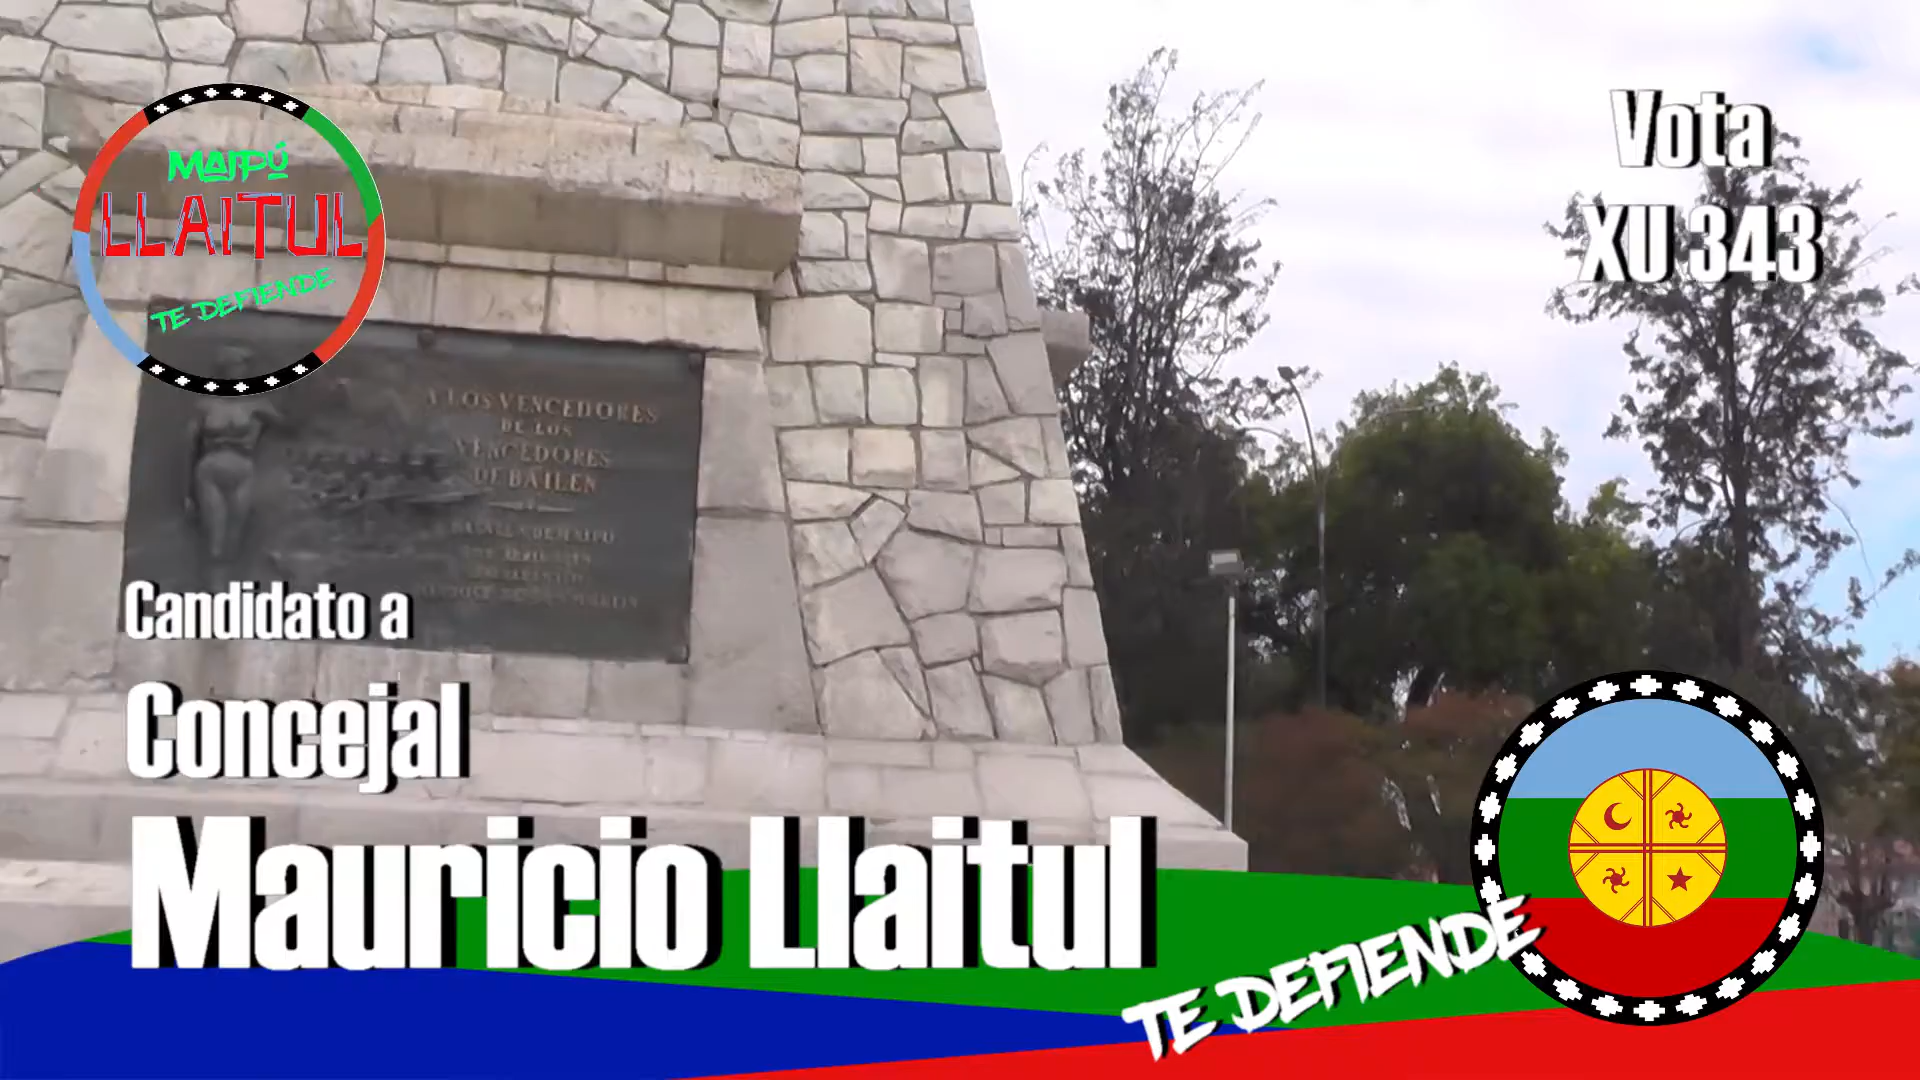 MAIPÚ
LLAITUL
TE DEFIENDE
Vota
XU 343
A LOS VENCEDORES
DE LOS
VENCEDORES
DE BAILEN
Candidato a
Concejal
Mauricio Llaitul
TE DEFIENDE